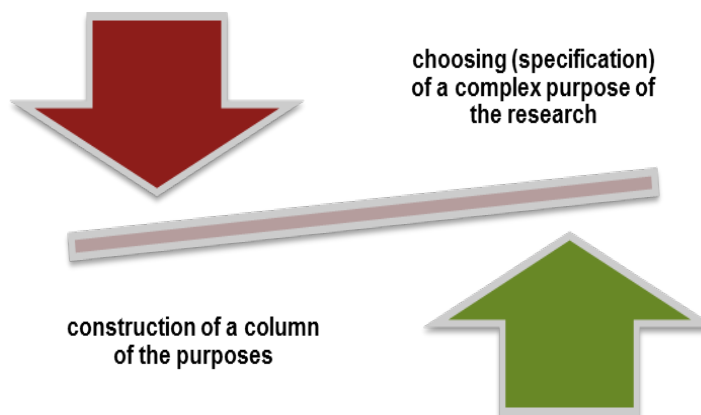 choosing (specification)
of a complex purpose of
the research
construction of a column
of the purposes